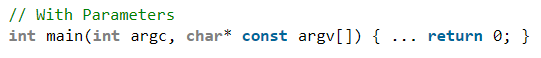 // With Parameters
int main(int argc, char* const argv[]) { ... return 0; }